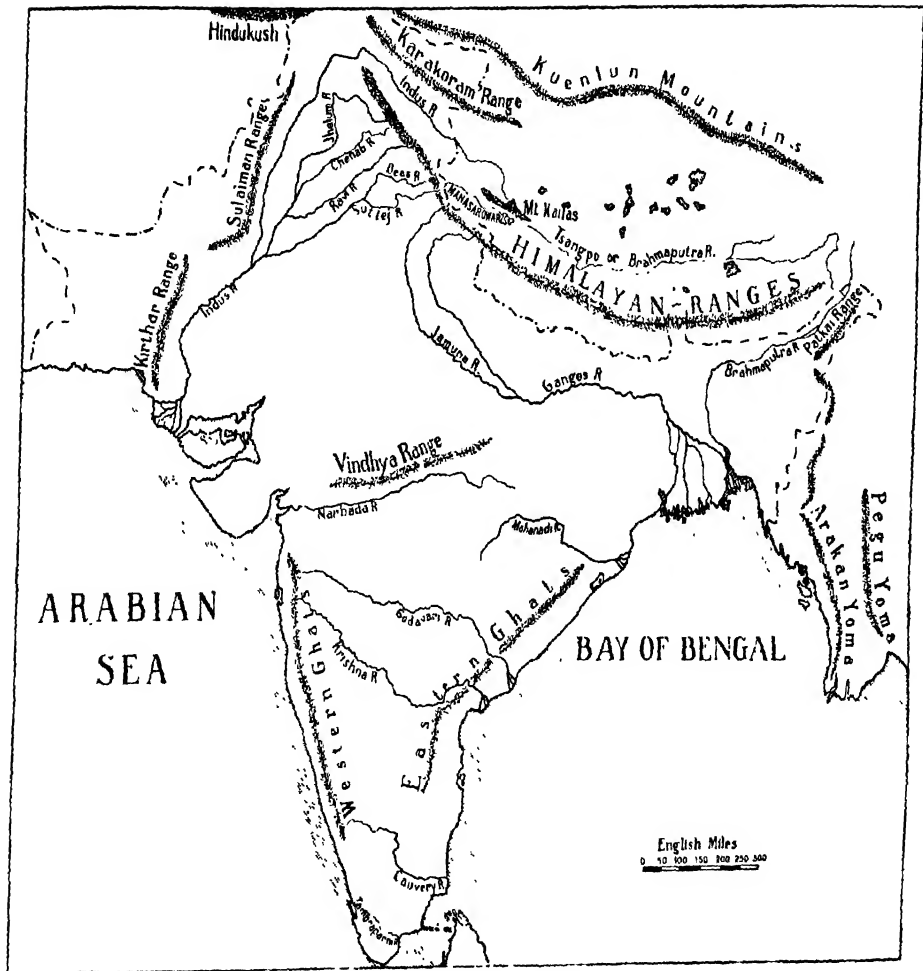 Hindukush
Kuenlun Mountains
Karakoram Range
Indus R
Sulaiman Range
Jhelum R
Chenab R
Ravi R
Beas R
Sutlej R
MANASAROWAR
Mt Kailas
Tsangpo or Brahmaputra R.
HIMALAYAN-RANGES
Kirthar Range
Indus R
Jamuna R.
Ganges R
Brahmaputra R
Patkai Range
Vindhya Range
Narbada R
Mahanadi R.
Arakan Yoma
Pegu Yoma
ARABIAN
SEA
Western Ghats
Godavari R
Krishna R
Eastern Ghats
BAY OF BENGAL
English Miles
0 50 100 150 200 250 300
Cauvery R